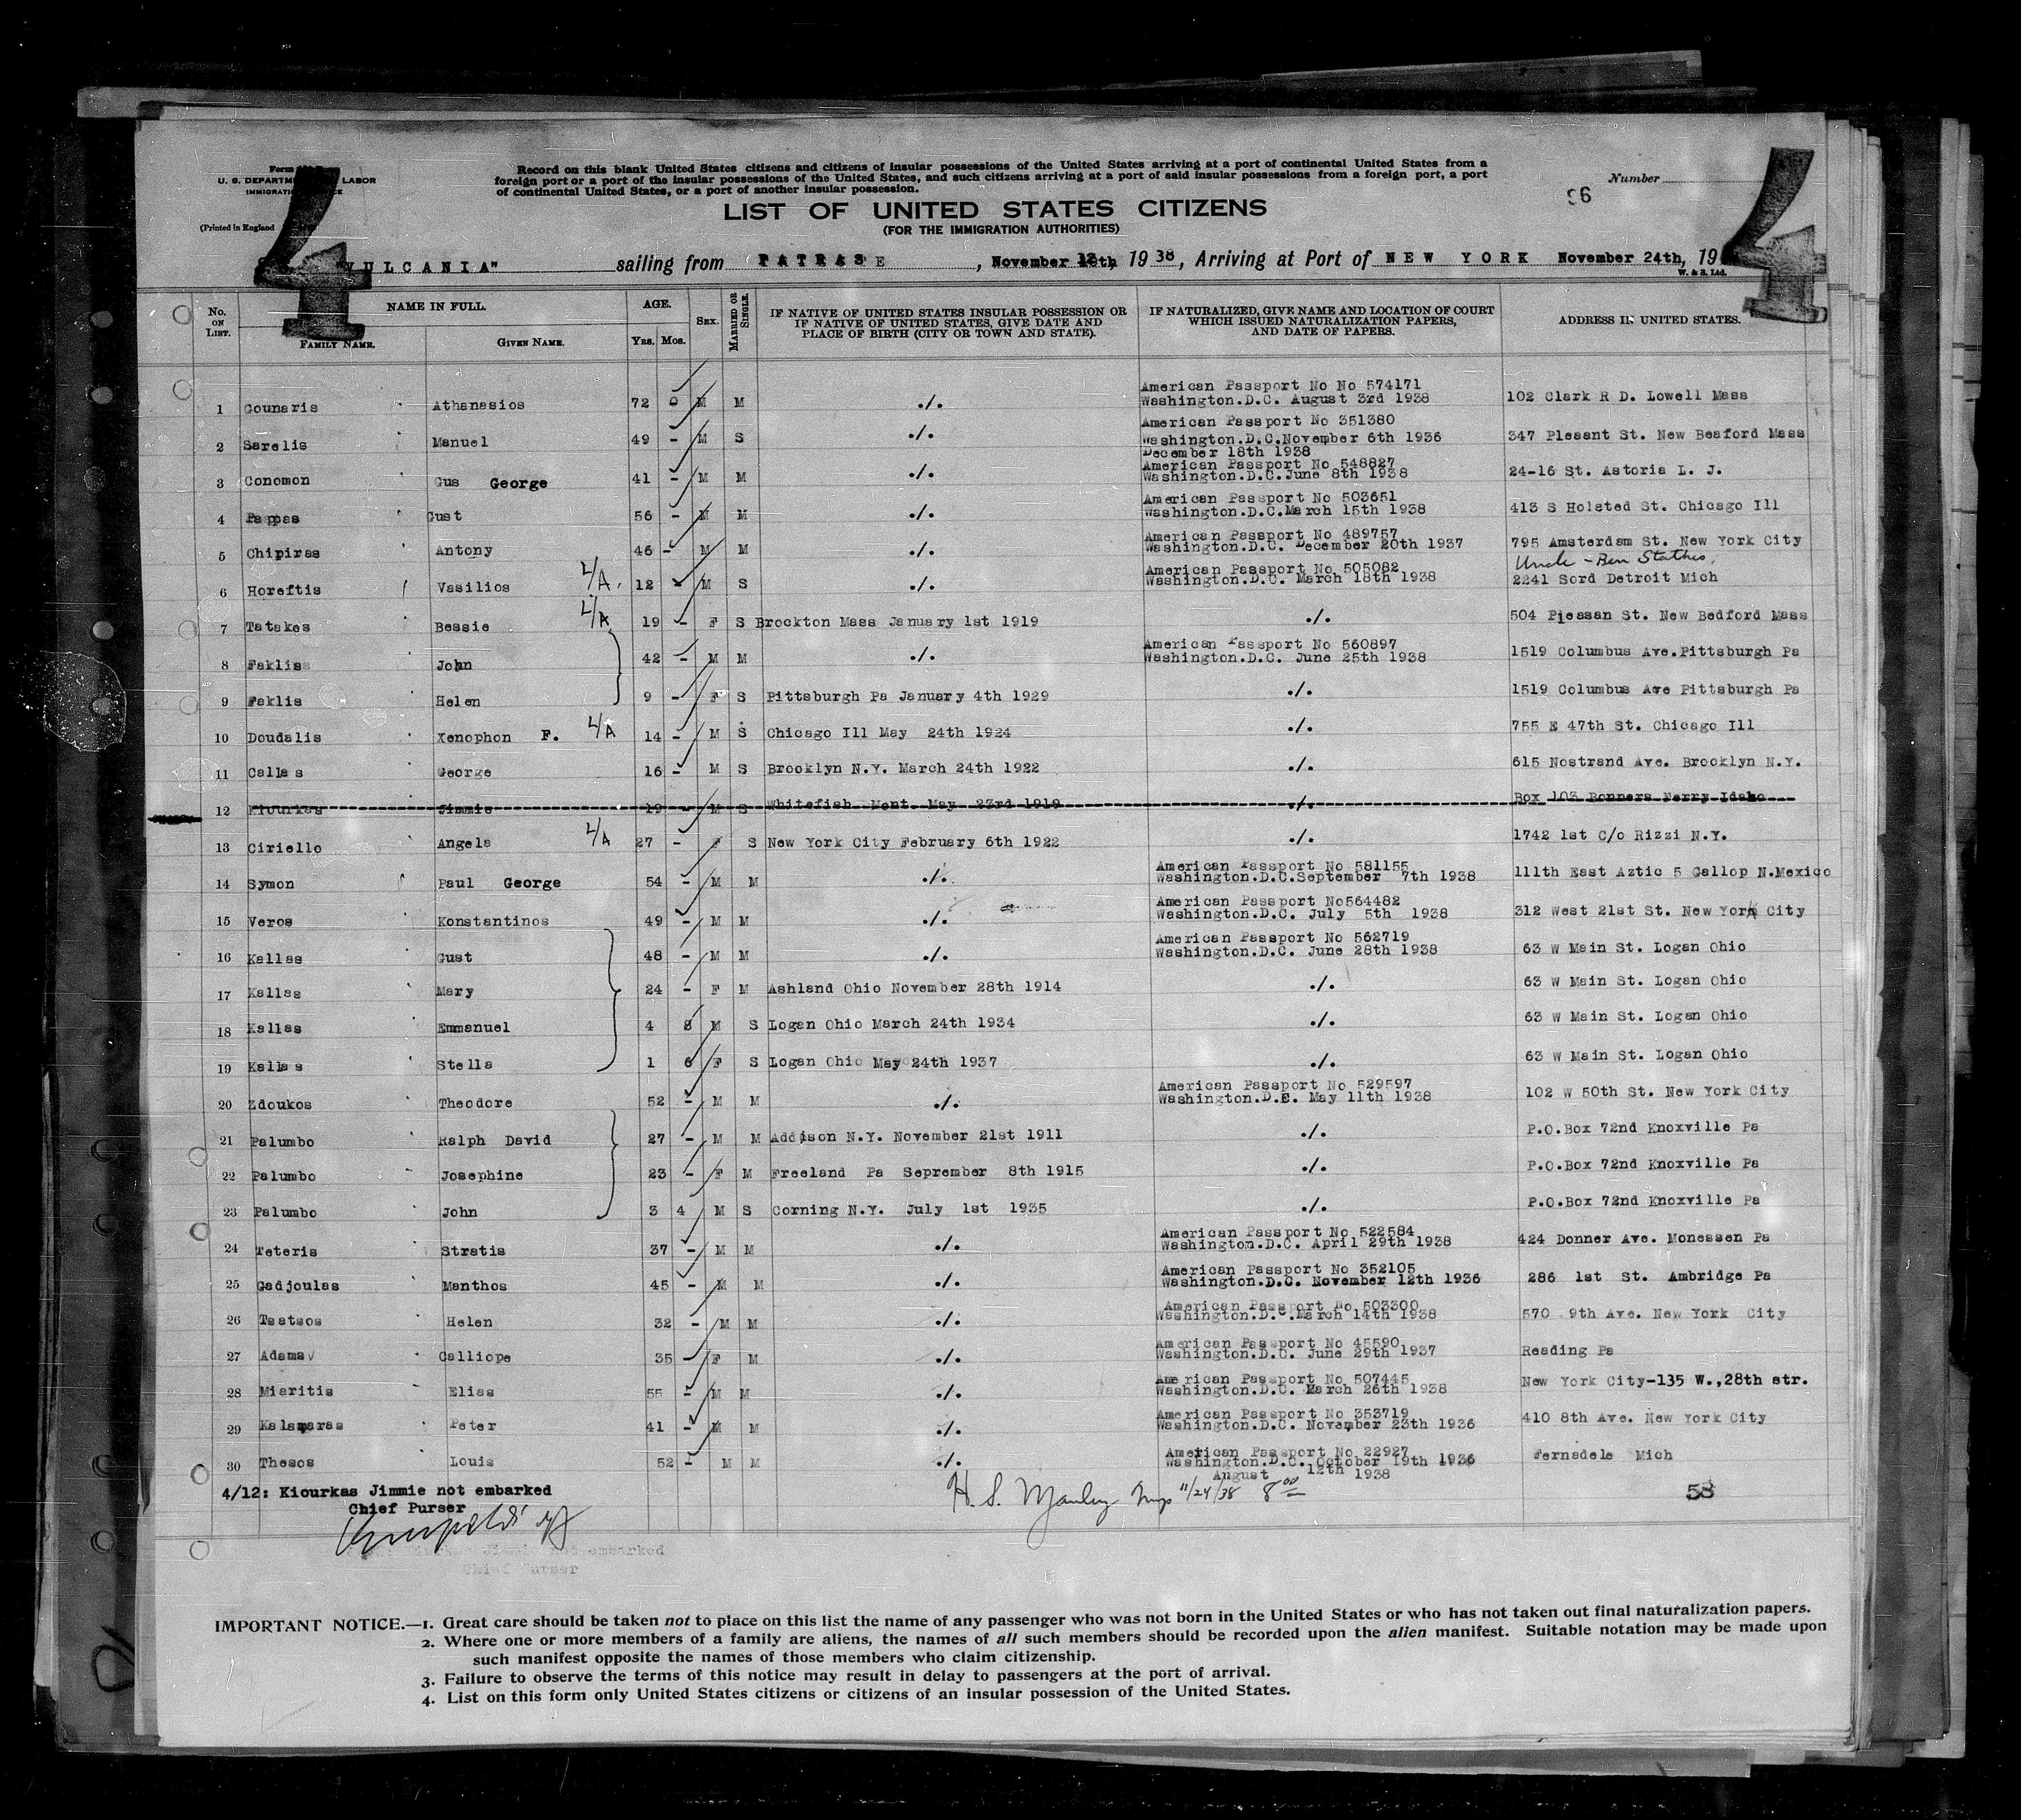 Form
U. S. DEPARTM LABOR
IMMIGRATI CE
(Printed in England
Record on this blank United States citizens and citizens of insular possessions of the United States arriving at a port of continental United States from a
foreign port or a port of the insular possessions of the United States, and such citizens arriving at a port of said insular possessions from a foreign port, a port
of continental United States, or a port of another insular possession.
Number
96
4
4
LIST OF UNITED STATES CITIZENS
(FOR THE IMMIGRATION AUTHORITIES)
"VULCANIA" sailing from PATRAS, November 12th, 1938, Arriving at Port of NEW YORK November 24th, 19
W. & S. Ltd.
No. ON LIST. NAME IN FULL. FAMILY NAME. GIVEN NAME. AGE. Yrs. Mos. SEX. MARRIED OR SINGLE. IF NATIVE OF UNITED STATES INSULAR POSSESSION OR IF NATIVE OF UNITED STATES, GIVE DATE AND PLACE OF BIRTH (CITY OR TOWN AND STATE). IF NATURALIZED, GIVE NAME AND LOCATION OF COURT WHICH ISSUED NATURALIZATION PAPERS, AND DATE OF PAPERS. ADDRESS IN UNITED STATES.
1 Gounaris Athanasios 72 0 M M ./. American Passport No No 574171 Washington.D.C. August 3rd 1938 102 Clark R D. Lowell Mass
2 Sarelis Manuel 49 - M S ./. American Passport No 351380 Washington.D.C.November 6th 1936 December 18th 1938 347 Plesant St. New Beaford Mass
3 Conomon Gus George 41 - M M ./. American Passport No 548827 Washington.D.C.June 8th 1938 24-16 St. Astoria L. J.
4 Pappas Gust 56 - M M ./. American Passport No 503651 Washington.D.C.March 15th 1938 413 S Holsted St. Chicago Ill
5 Chipiras Antony 46 - M M ./. American Passport No 489757 Washington.D.C. December 20th 1937 795 Amsterdam St. New York City
Uncle - Ben Stathes,
6 Horeftis Vasilios L/A. 12 - M S ./. American Passport No 505082 Washington.D.C. March 18th 1938 2241 Sord Detroit Mich
7 Tatakes Bessie L/A 19 - F S Brockton Mass January 1st 1919 ./. 504 Plessan St. New Bedford Mass
8 Faklis John 42 - M M ./. American Passport No 560897 Washington.D.C. June 25th 1938 1519 Columbus Ave.Pittsburgh Pa
9 Faklis Helen 9 - F S Pittsburgh Pa January 4th 1929 ./. 1519 Columbus Ave Pittsburgh Pa
10 Doudalis Xenophon F. L/A 14 - M S Chicago Ill May 24th 1924 ./. 755 E 47th St. Chicago Ill
11 Callas George 16 - M S Brooklyn N.Y. March 24th 1922 ./. 615 Nostrand Ave. Brooklyn N.Y.
12 Kiourkas Jimmie 19 - M S Whitefish Mont. May 23rd 1919 ./. Box 103 Bonners Ferry Idaho
13 Ciriello Angela L/A 27 - F S New York City February 6th 1922 ./. 1742 1st C/o Rizzi N.Y.
14 Symon Paul George 54 - M M ./. American Passport No 581155 Washington.D.C.September 7th 1938 111th East Aztic 5 Gallop N.Mexico
15 Veros Konstantinos 49 - M M ./. American Passport No564482 Washington.D.C. July 5th 1938 312 West 21st St. New York City
16 Kallas Gust 48 - M M ./. American Passport No 562719 Washington.D.C. June 28th 1938 63 W Main St. Logan Ohio
17 Kallas Mary 24 - F M Ashland Ohio November 28th 1914 ./. 63 W Main St. Logan Ohio
18 Kallas Emmanuel 4 8 M S Logan Ohio March 24th 1934 ./. 63 W Main St. Logan Ohio
19 Kallas Stella 1 6 F S Logan Ohio May 24th 1937 ./. 63 W Main St. Logan Ohio
20 Zdoukos Theodore 52 - M M ./. American Passport No 529597 Washington.D.E. May 11th 1938 102 W 50th St. New York City
21 Palumbo Ralph David 27 - M M Addison N.Y. November 21st 1911 ./. P.O.Box 72nd Knoxville Pa
22 Palumbo Josephine 23 - F M Freeland Pa Seprember 8th 1915 ./. P.O.Box 72nd Knoxville Pa
23 Palumbo John 3 4 M S Corning N.Y. July 1st 1935 ./. P.O.Box 72nd Knoxville Pa
24 Teteris Stratis 37 - M M ./. American Passport No 522584 Washington.D.C. April 29th 1938 424 Donner Ave. Monessen Pa
25 Gadjoulas Manthos 45 - M M ./. American Passport No 352105 Washington.D.C. November 12th 1936 286 1st St. Ambridge Pa
26 Tsatsos Helen 32 - M M ./. American Passport No 503300 Washington.D.C.March 14th 1938 570 9th Ave. New York City
27 Adams Calliope 35 - F M ./. American Passport No 45590 Washington.D.C. June 29th 1937 Reading Pa
28 Miaritis Elias 55 - M M ./. American Passport No 507445 Washington.D.C. March 26th 1938 New York City-135 W.,28th str.
29 Kalamaras Peter 41 - M M ./. American Passport No 353719 Washington.D.C. November 23th 1936 410 8th Ave. New York City
30 Thesos Louis 52 - M M ./. American Passport No 22927 Washington.D.C. October 19th 1936 August 12th 1938 Fernadele Mich
4/12: Kiourkas Jimmie not embarked
Chief Purser
H. S. Manley Insp 11/24/38 8 00
58
Jimmie not embarked
Chief Purser
IMPORTANT NOTICE.—1. Great care should be taken not to place on this list the name of any passenger who was not born in the United States or who has not taken out final naturalization papers.
2. Where one or more members of a family are aliens, the names of all such members should be recorded upon the alien manifest. Suitable notation may be made upon
such manifest opposite the names of those members who claim citizenship.
3. Failure to observe the terms of this notice may result in delay to passengers at the port of arrival.
4. List on this form only United States citizens or citizens of an insular possession of the United States.